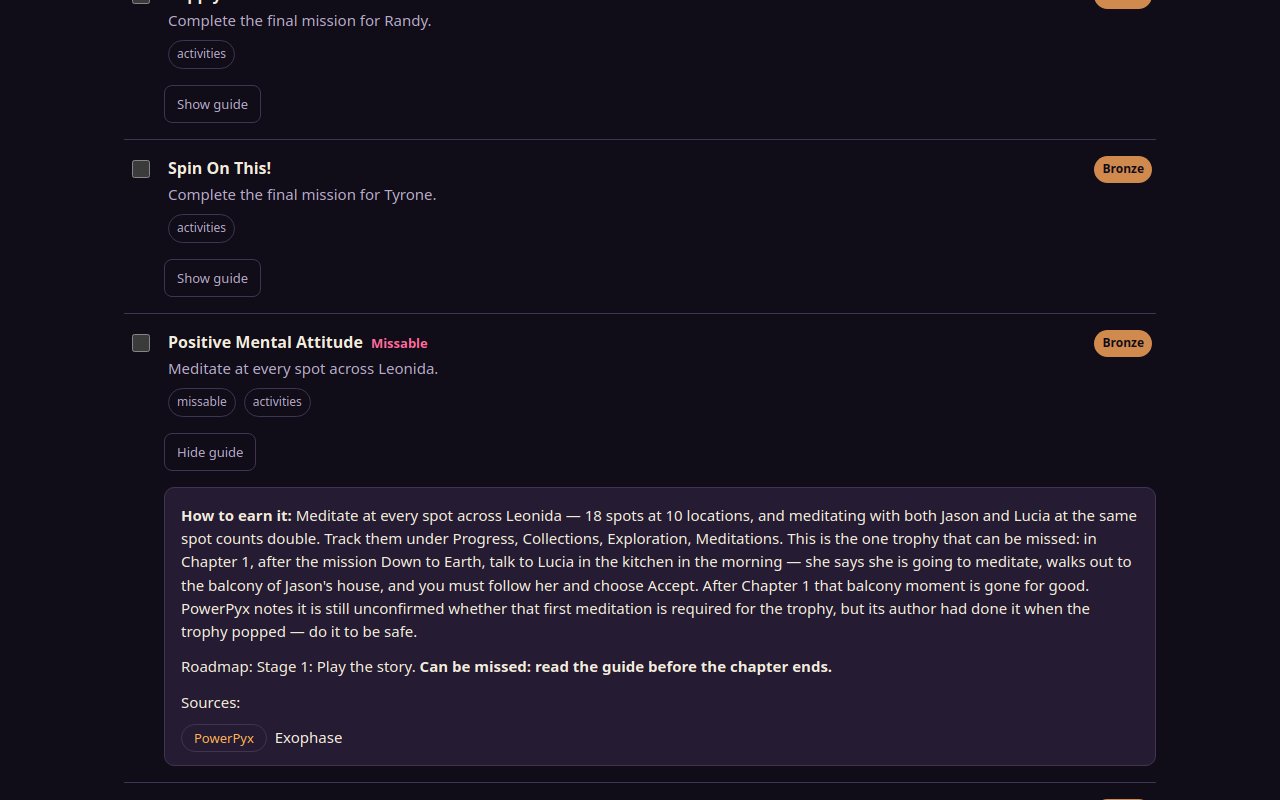 Complete the final mission for Randy.
activities
Show guide
Spin On This!
Bronze
Complete the final mission for Tyrone.
activities
Show guide
Positive Mental Attitude Missable
Bronze
Meditate at every spot across Leonida.
missable activities
Hide guide
How to earn it: Meditate at every spot across Leonida — 18 spots at 10 locations, and meditating with both Jason and Lucia at the same
spot counts double. Track them under Progress, Collections, Exploration, Meditations. This is the one trophy that can be missed: in
Chapter 1, after the mission Down to Earth, talk to Lucia in the kitchen in the morning — she says she is going to meditate, walks out to
the balcony of Jason's house, and you must follow her and choose Accept. After Chapter 1 that balcony moment is gone for good.
PowerPyx notes it is still unconfirmed whether that first meditation is required for the trophy, but its author had done it when the
trophy popped — do it to be safe.
Roadmap: Stage 1: Play the story. Can be missed: read the guide before the chapter ends.
Sources:
PowerPyx Exophase